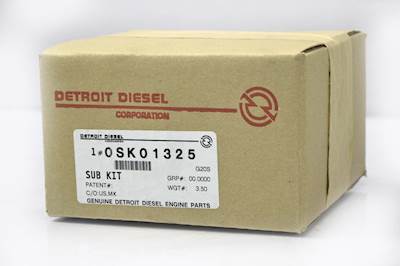 DETROIT DIESEL
CORPORATION
DETROIT DIESEL
1# 0SK01325
G20S
SUB KIT GRP#: 00.0000
PATENT#: WGT#: 3.50
C/O:US,MX
GENUINE DETROIT DIESEL ENGINE PARTS